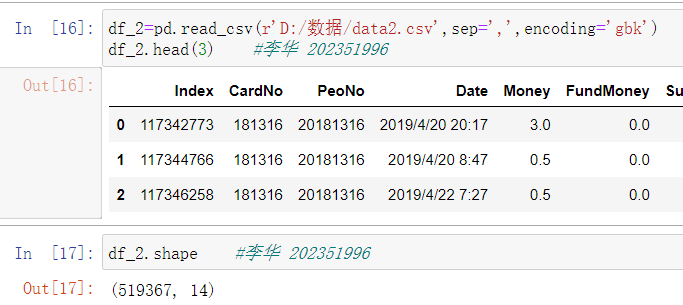 In [16]: df_2=pd.read_csv(r'D:/数据/data2.csv',sep=',',encoding='gbk')
df_2.head(3) #李华 202351996
Out[16]:
Index CardNo PeoNo Date Money FundMoney Su
0 117342773 181316 20181316 2019/4/20 20:17 3.0 0.0
1 117344766 181316 20181316 2019/4/20 8:47 0.5 0.0
2 117346258 181316 20181316 2019/4/22 7:27 0.5 0.0
In [17]: df_2.shape #李华 202351996
Out[17]: (519367, 14)